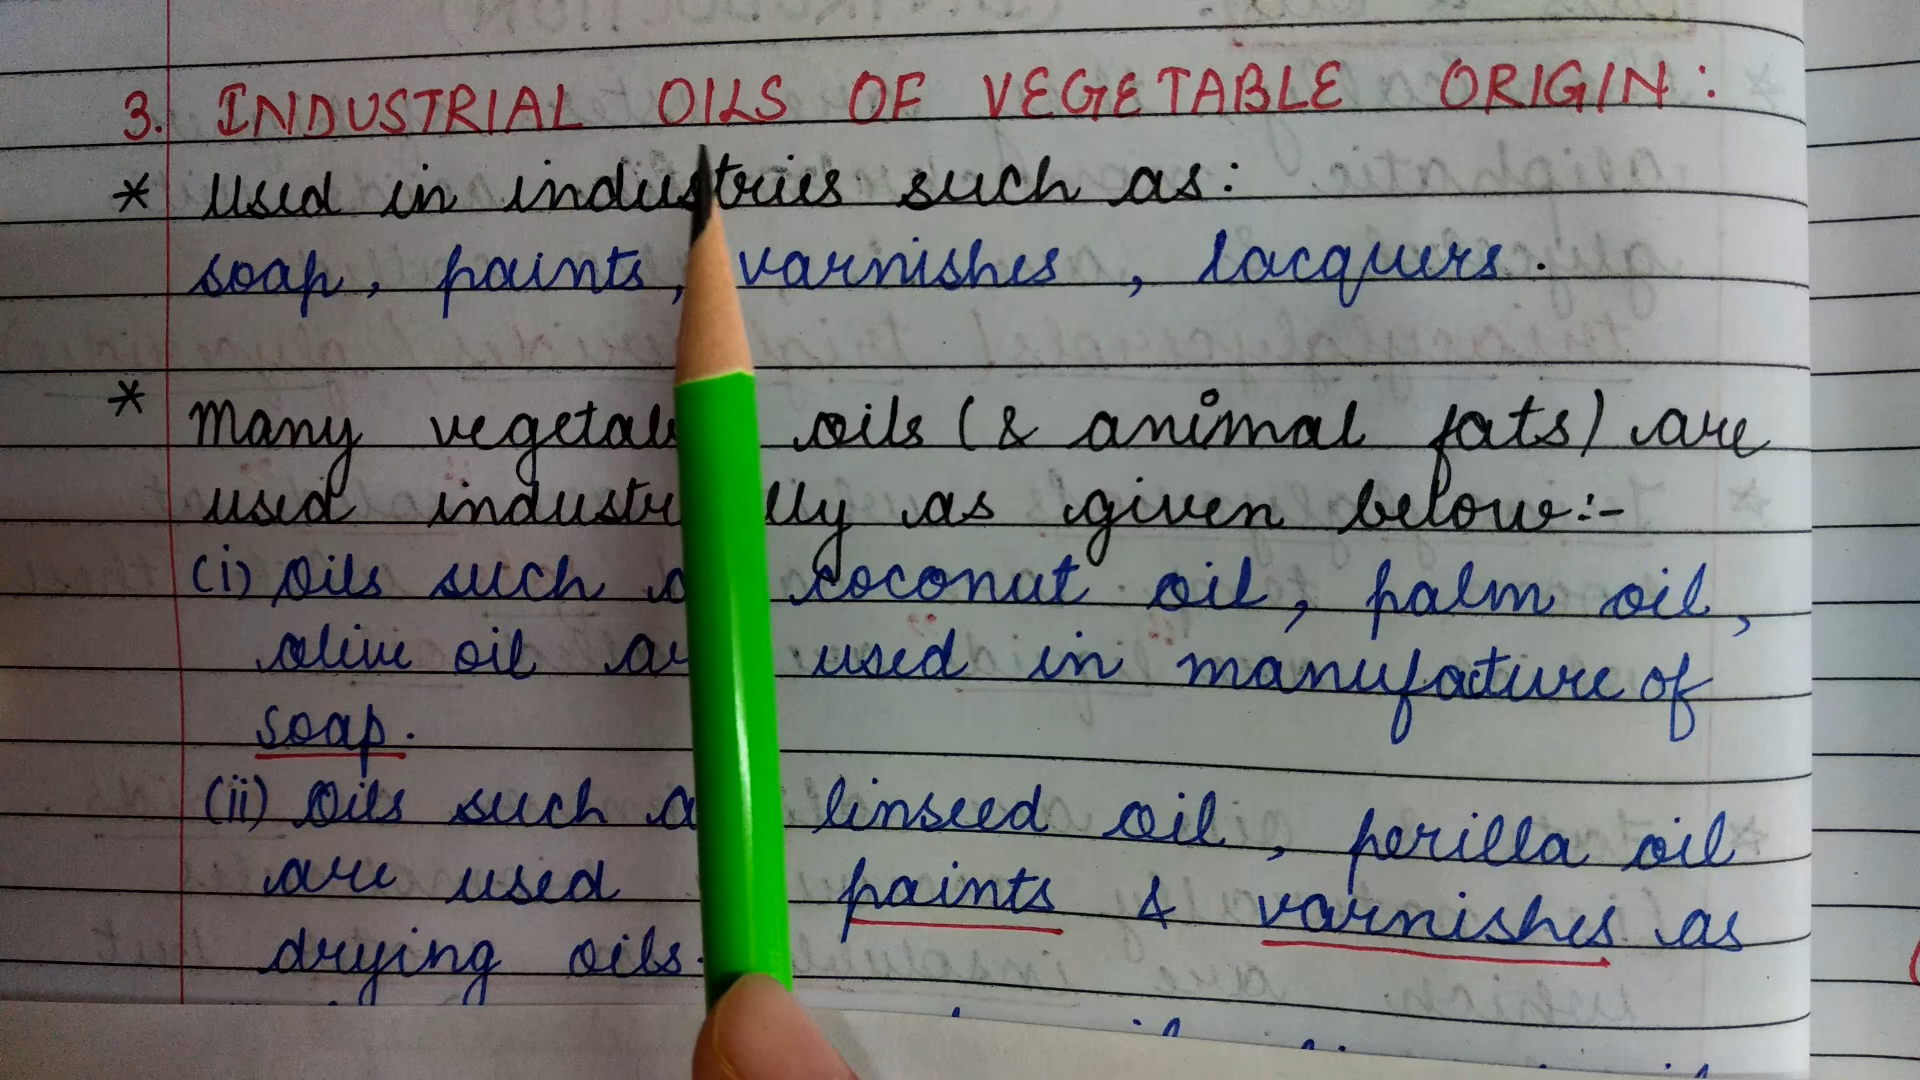 3. INDUSTRIAL OILS OF VEGETABLE ORIGIN:
* Used in industries such as:
soap, paints, varnishes, lacquers.
* Many oils (& animal fats) are
used as given below:-
(i) Oils such coconut oil, palm oil,
olive oil used in manufacture of
soap.
(ii) Oils such linseed oil, perilla oil
are used paints & varnishes as
drying oils.